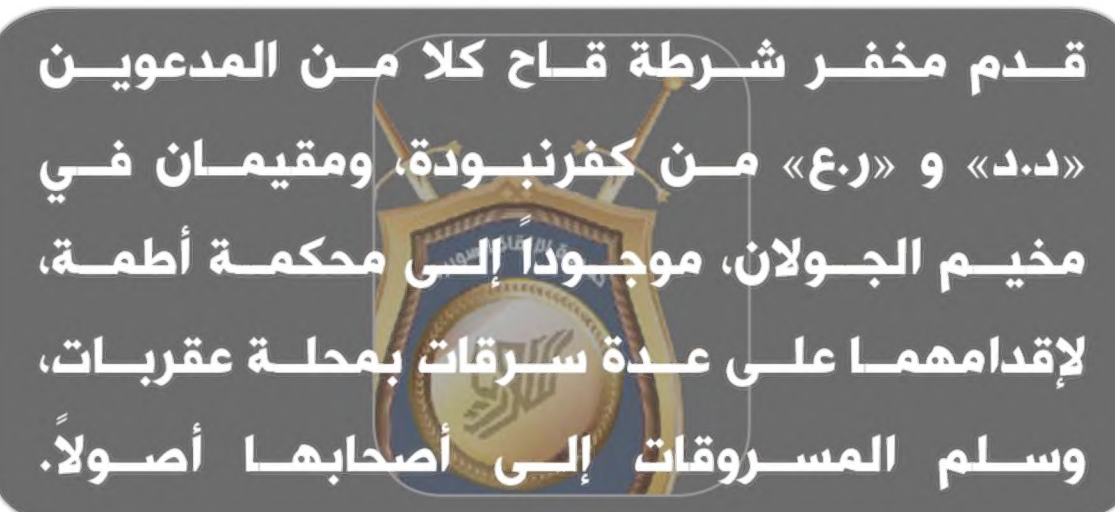 قدم مخفر شرطة قاح كلا من المدعوين
«د.د» و «ر.ع» من كفرنبودة، ومقيمان في
مخيم الجولان، موجوداً إلى محكمة أطمة،
لإقدامهما على عدة سرقات بمحلة عقربات،
وسلم المسروقات إلى أصحابها أصولاً.